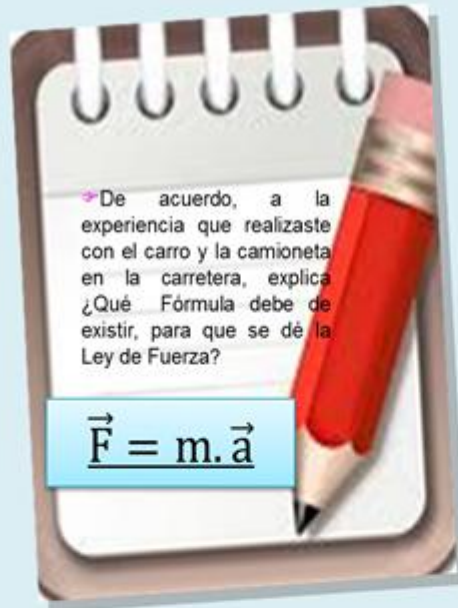 ☞De acuerdo, a la
experiencia que realizaste
con el carro y la camioneta
en la carretera, explica
¿Qué Fórmula debe de
existir, para que se dé la
Ley de Fuerza?
F⃗ = m. a⃗